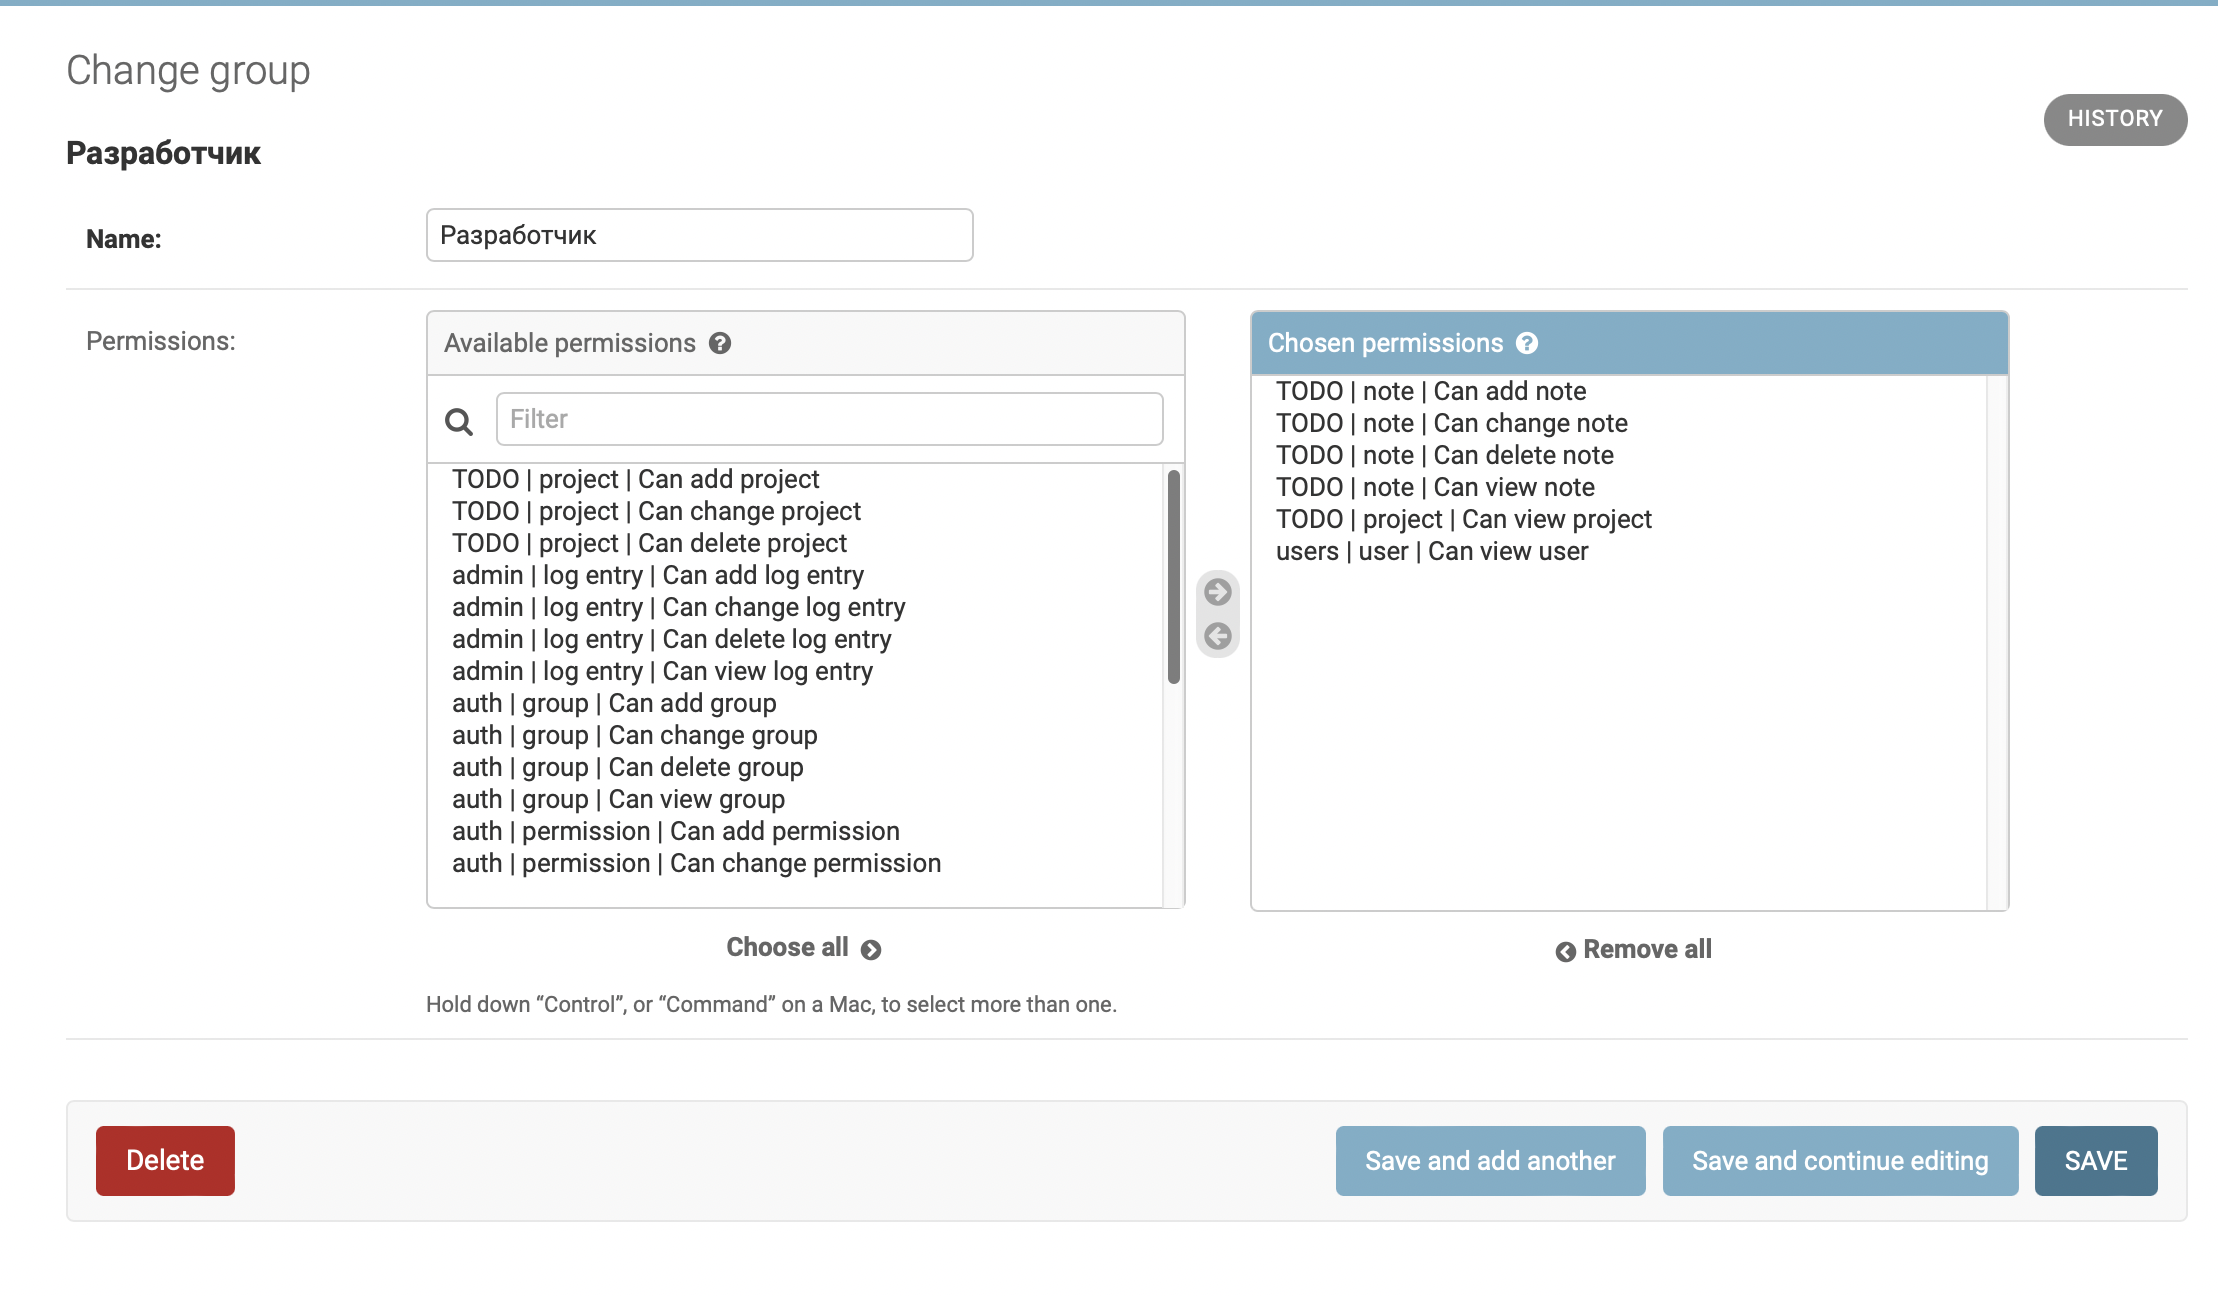 Change group
HISTORY
Разработчик
Name:
Разработчик
Permissions:
Available permissions ?
Filter
TODO | project | Can add project
TODO | project | Can change project
TODO | project | Can delete project
admin | log entry | Can add log entry
admin | log entry | Can change log entry
admin | log entry | Can delete log entry
admin | log entry | Can view log entry
auth | group | Can add group
auth | group | Can change group
auth | group | Can delete group
auth | group | Can view group
auth | permission | Can add permission
auth | permission | Can change permission
Choose all
Hold down “Control”, or “Command” on a Mac, to select more than one.
Chosen permissions ?
TODO | note | Can add note
TODO | note | Can change note
TODO | note | Can delete note
TODO | note | Can view note
TODO | project | Can view project
users | user | Can view user
Remove all
Delete
Save and add another
Save and continue editing
SAVE